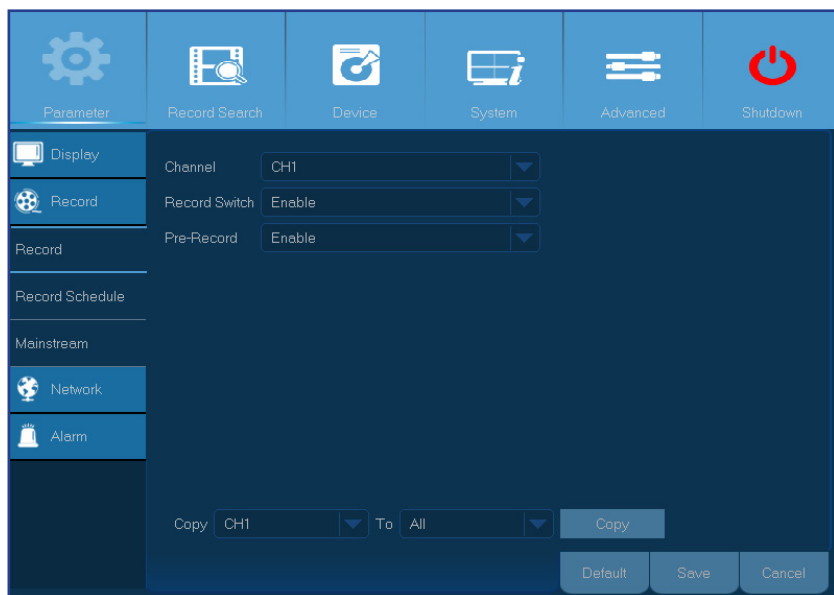 Parameter
Record Search
Device
System
Advanced
Shutdown
Display
Record
Record
Record Schedule
Mainstream
Network
Alarm
Channel CH1
Record Switch Enable
Pre-Record Enable
Copy CH1 To All Copy
Default Save Cancel